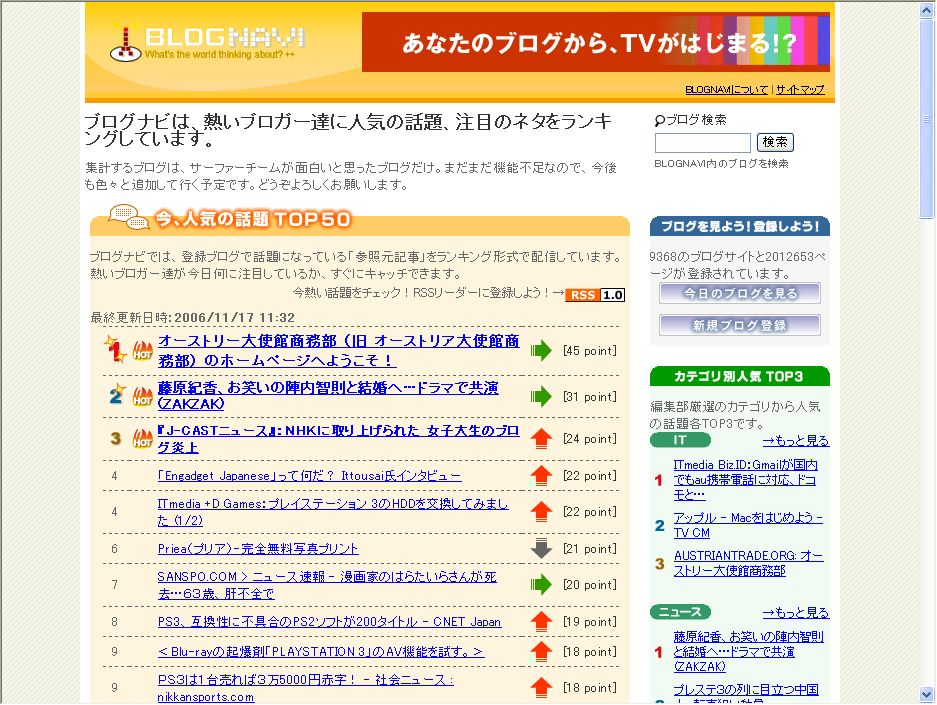 BLOGNAVI
What's the world thinking about? ++
あなたのブログから、TVがはじまる!?
BLOGNAVIについて | サイトマップ
ブログナビは、熱いブロガー達に人気の話題、注目のネタをランキ
ングしています。
集計するブログは、サーファーチームが面白いと思ったブログだけ。まだまだ機能不足なので、今後
も色々と追加して行く予定です。どうぞよろしくお願いします。
ブログ検索
検索
BLOGNAVI内のブログを検索
今、人気の話題 TOP50
ブログナビでは、登録ブログで話題になっている「参照元記事」をランキング形式で配信しています。
熱いブロガー達が今日何に注目しているか、すぐにキャッチできます。
今熱い話題をチェック！RSSリーダーに登録しよう！→ RSS 1.0
最終更新日時：2006/11/17 11:32
1 HOT オーストリー大使館商務部（旧 オーストリア大使館商
務部）のホームページへようこそ！ [45 point]
2 HOT 藤原紀香、お笑いの陣内智則と結婚へ…ドラマで共演
(ZAKZAK) [31 point]
3 HOT 『J-CASTニュース』：NHKに取り上げられた 女子大生のブロ
グ炎上 [24 point]
4 「Engadget Japanese」って何だ？ Ittousai氏インタビュー [22 point]
4 ITmedia +D Games：プレイステーション 3のHDDを交換してみまし
た (1/2) [22 point]
6 Priea（プリア）-完全無料写真プリント [21 point]
7 SANSPO.COM > ニュース速報 - 漫画家のはらたいらさんが死
去…６３歳、肝不全で [20 point]
8 PS3、互換性に不具合のPS2ソフトが200タイトル - CNET Japan [19 point]
9 < Blu-rayの起爆剤「PLAYSTATION 3」のAV機能を試す。 > [18 point]
9 PS3は1台売れば３万5000円赤字！ - 社会ニュース :
nikkansports.com [18 point]
ブログを見よう！登録しよう！
9368のブログサイトと2012653ペ
ージが登録されています。
今日のブログを見る
新規ブログ登録
カテゴリ別人気 TOP3
編集部厳選のカテゴリから人気
の話題各TOP3です。
IT →もっと見る
1 ITmedia Biz.ID：Gmailが国内
でもau携帯電話に対応、ドコ
モと…
2 アップル - Macをはじめよう -
TV CM
3 AUSTRIANTRADE.ORG: オー
ストリー大使館商務部
ニュース →もっと見る
1 藤原紀香、お笑いの陣内智則
と結婚へ…ドラマで共演
(ZAKZAK)
プレステ3の列に目立つ中国